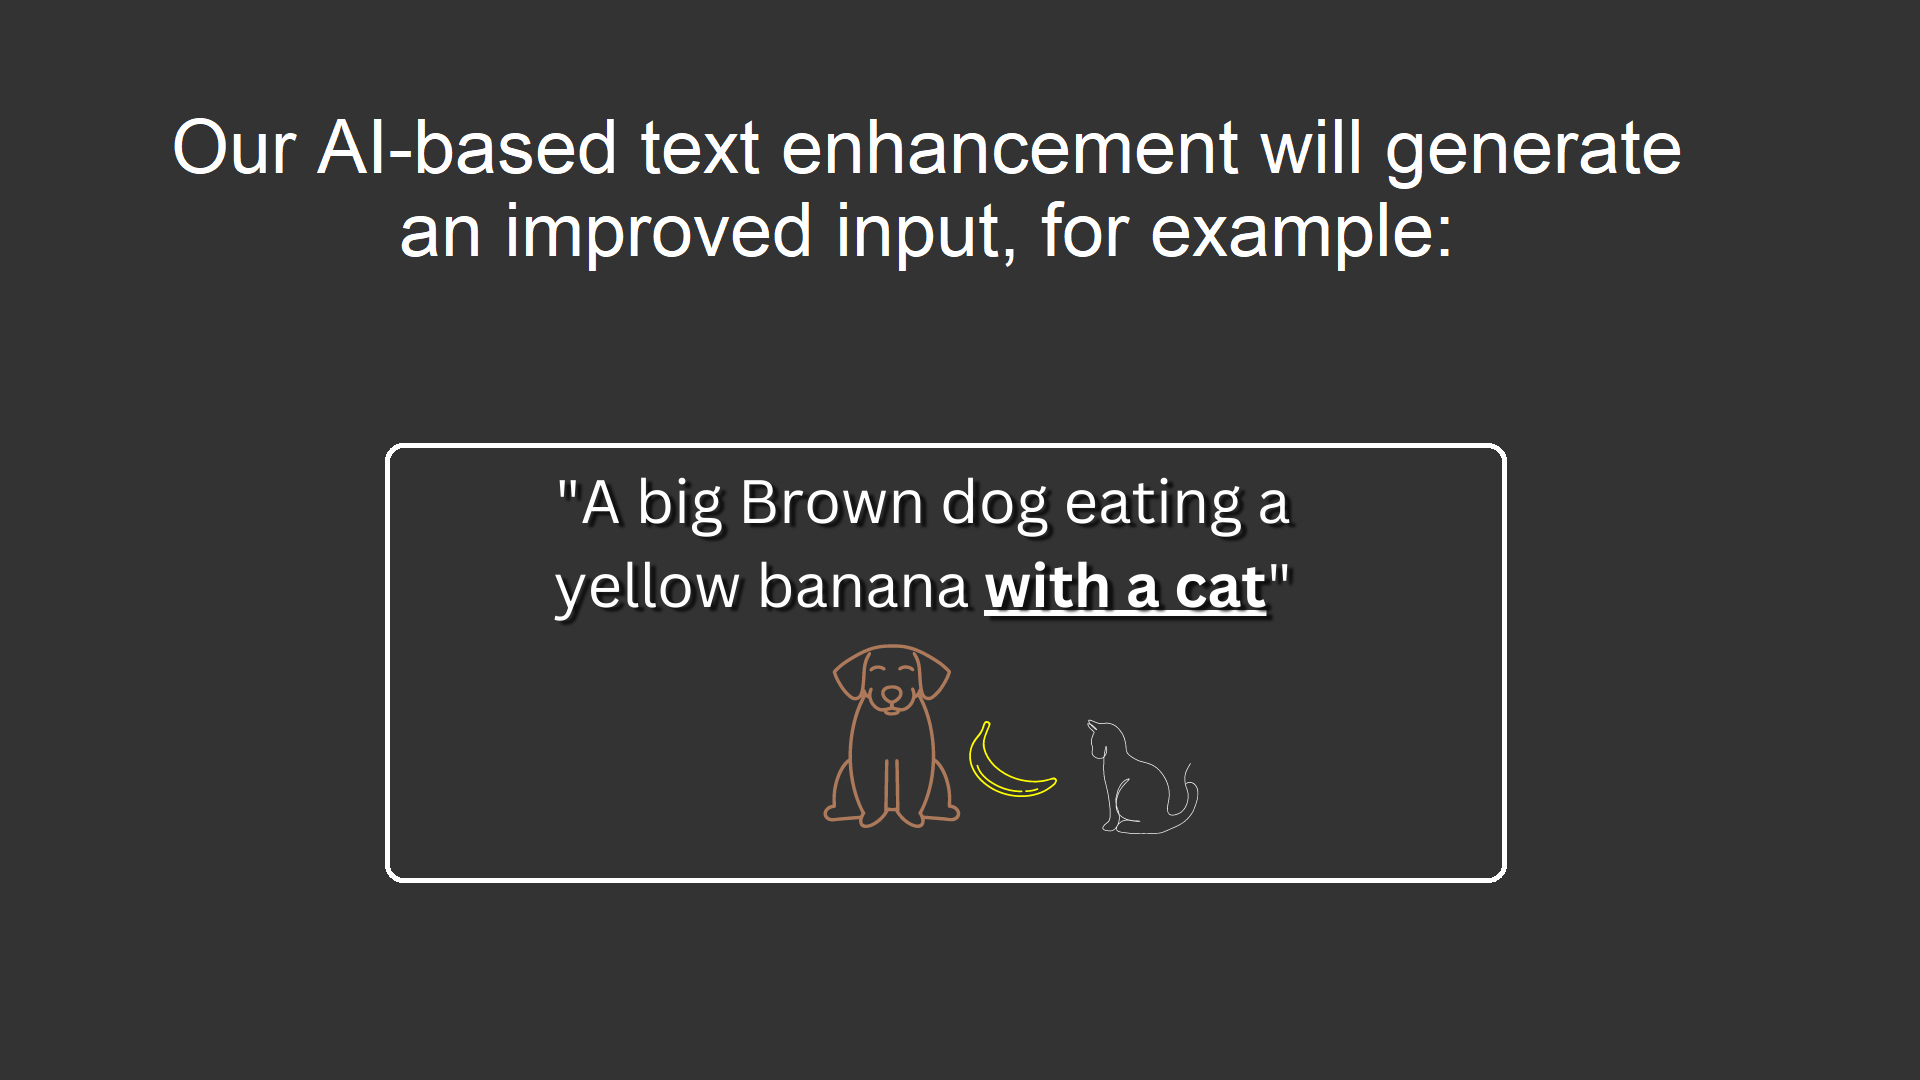 Our AI-based text enhancement will generate
an improved input, for example:
"A big Brown dog eating a
yellow banana with a cat"